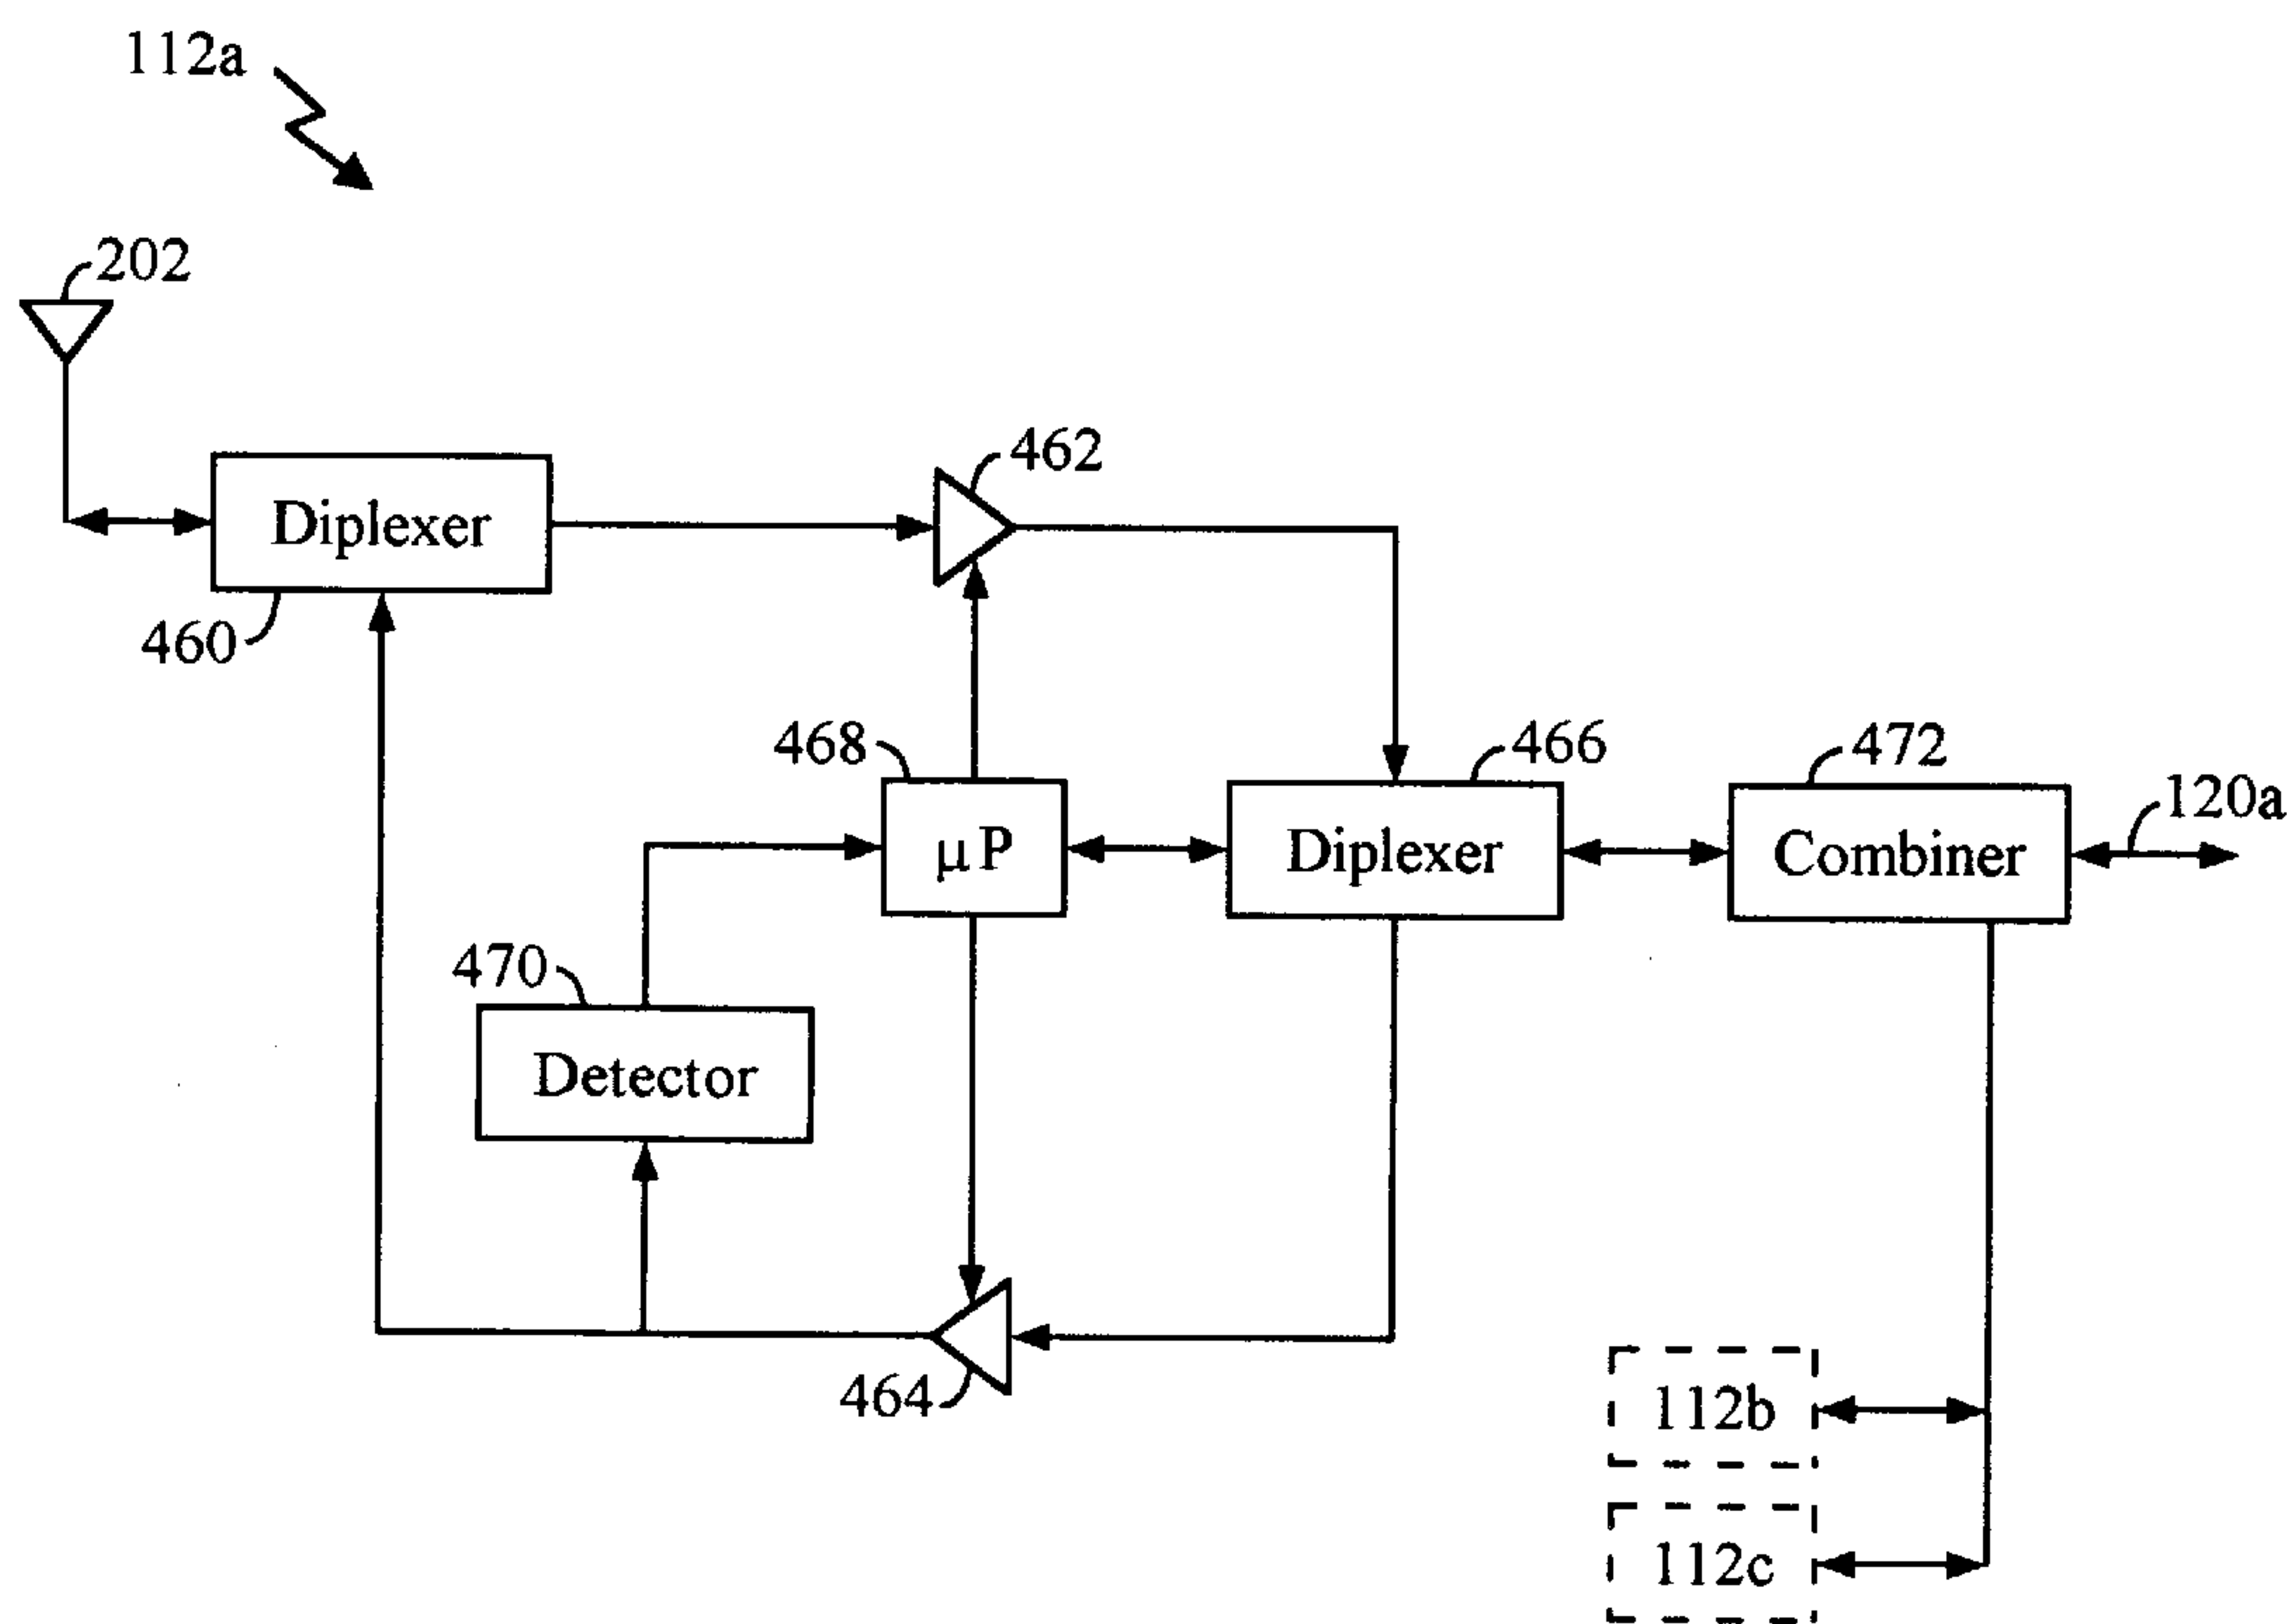 112a
202
462
Diplexer
460
468
466
472
120a
μP
Diplexer
Combiner
470
Detector
464
112b
112c